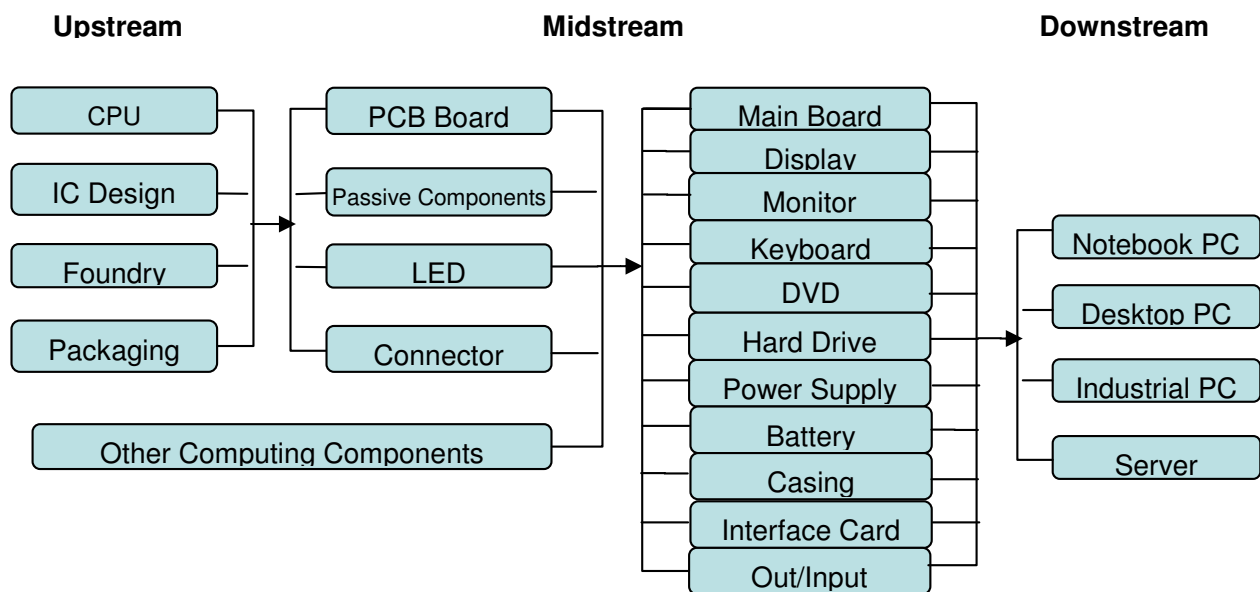 Upstream
Midstream
Downstream
CPU
IC Design
Foundry
Packaging
PCB Board
Passive Components
LED
Connector
Other Computing Components
Main Board
Display
Monitor
Keyboard
DVD
Hard Drive
Power Supply
Battery
Casing
Interface Card
Out/Input
Notebook PC
Desktop PC
Industrial PC
Server